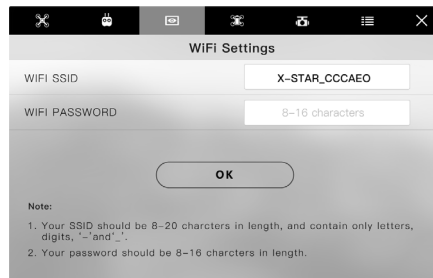 WiFi Settings
WIFI SSID
X-STAR_CCCAEO
WIFI PASSWORD
8-16 characters
OK
Note:
1. Your SSID should be 8-20 charcters in length, and contain only letters,
digits, '-'and'_'.
2. Your password should be 8-16 charcters in length.